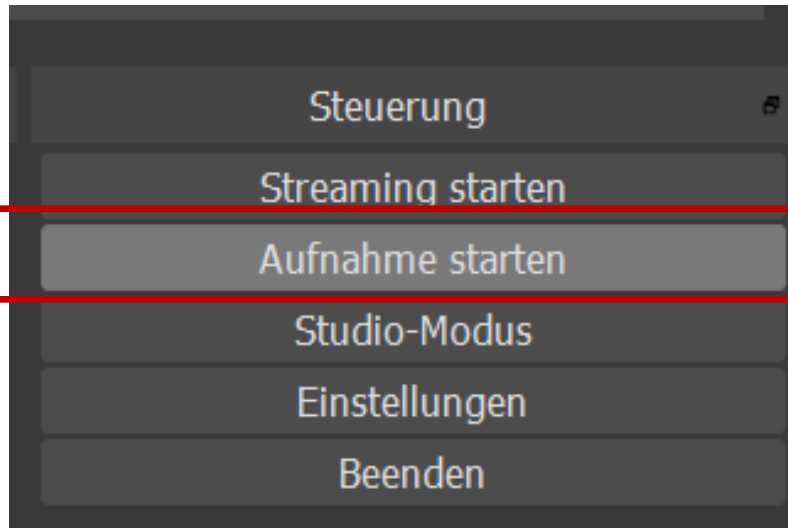 Steuerung
Streaming starten
Aufnahme starten
Studio-Modus
Einstellungen
Beenden